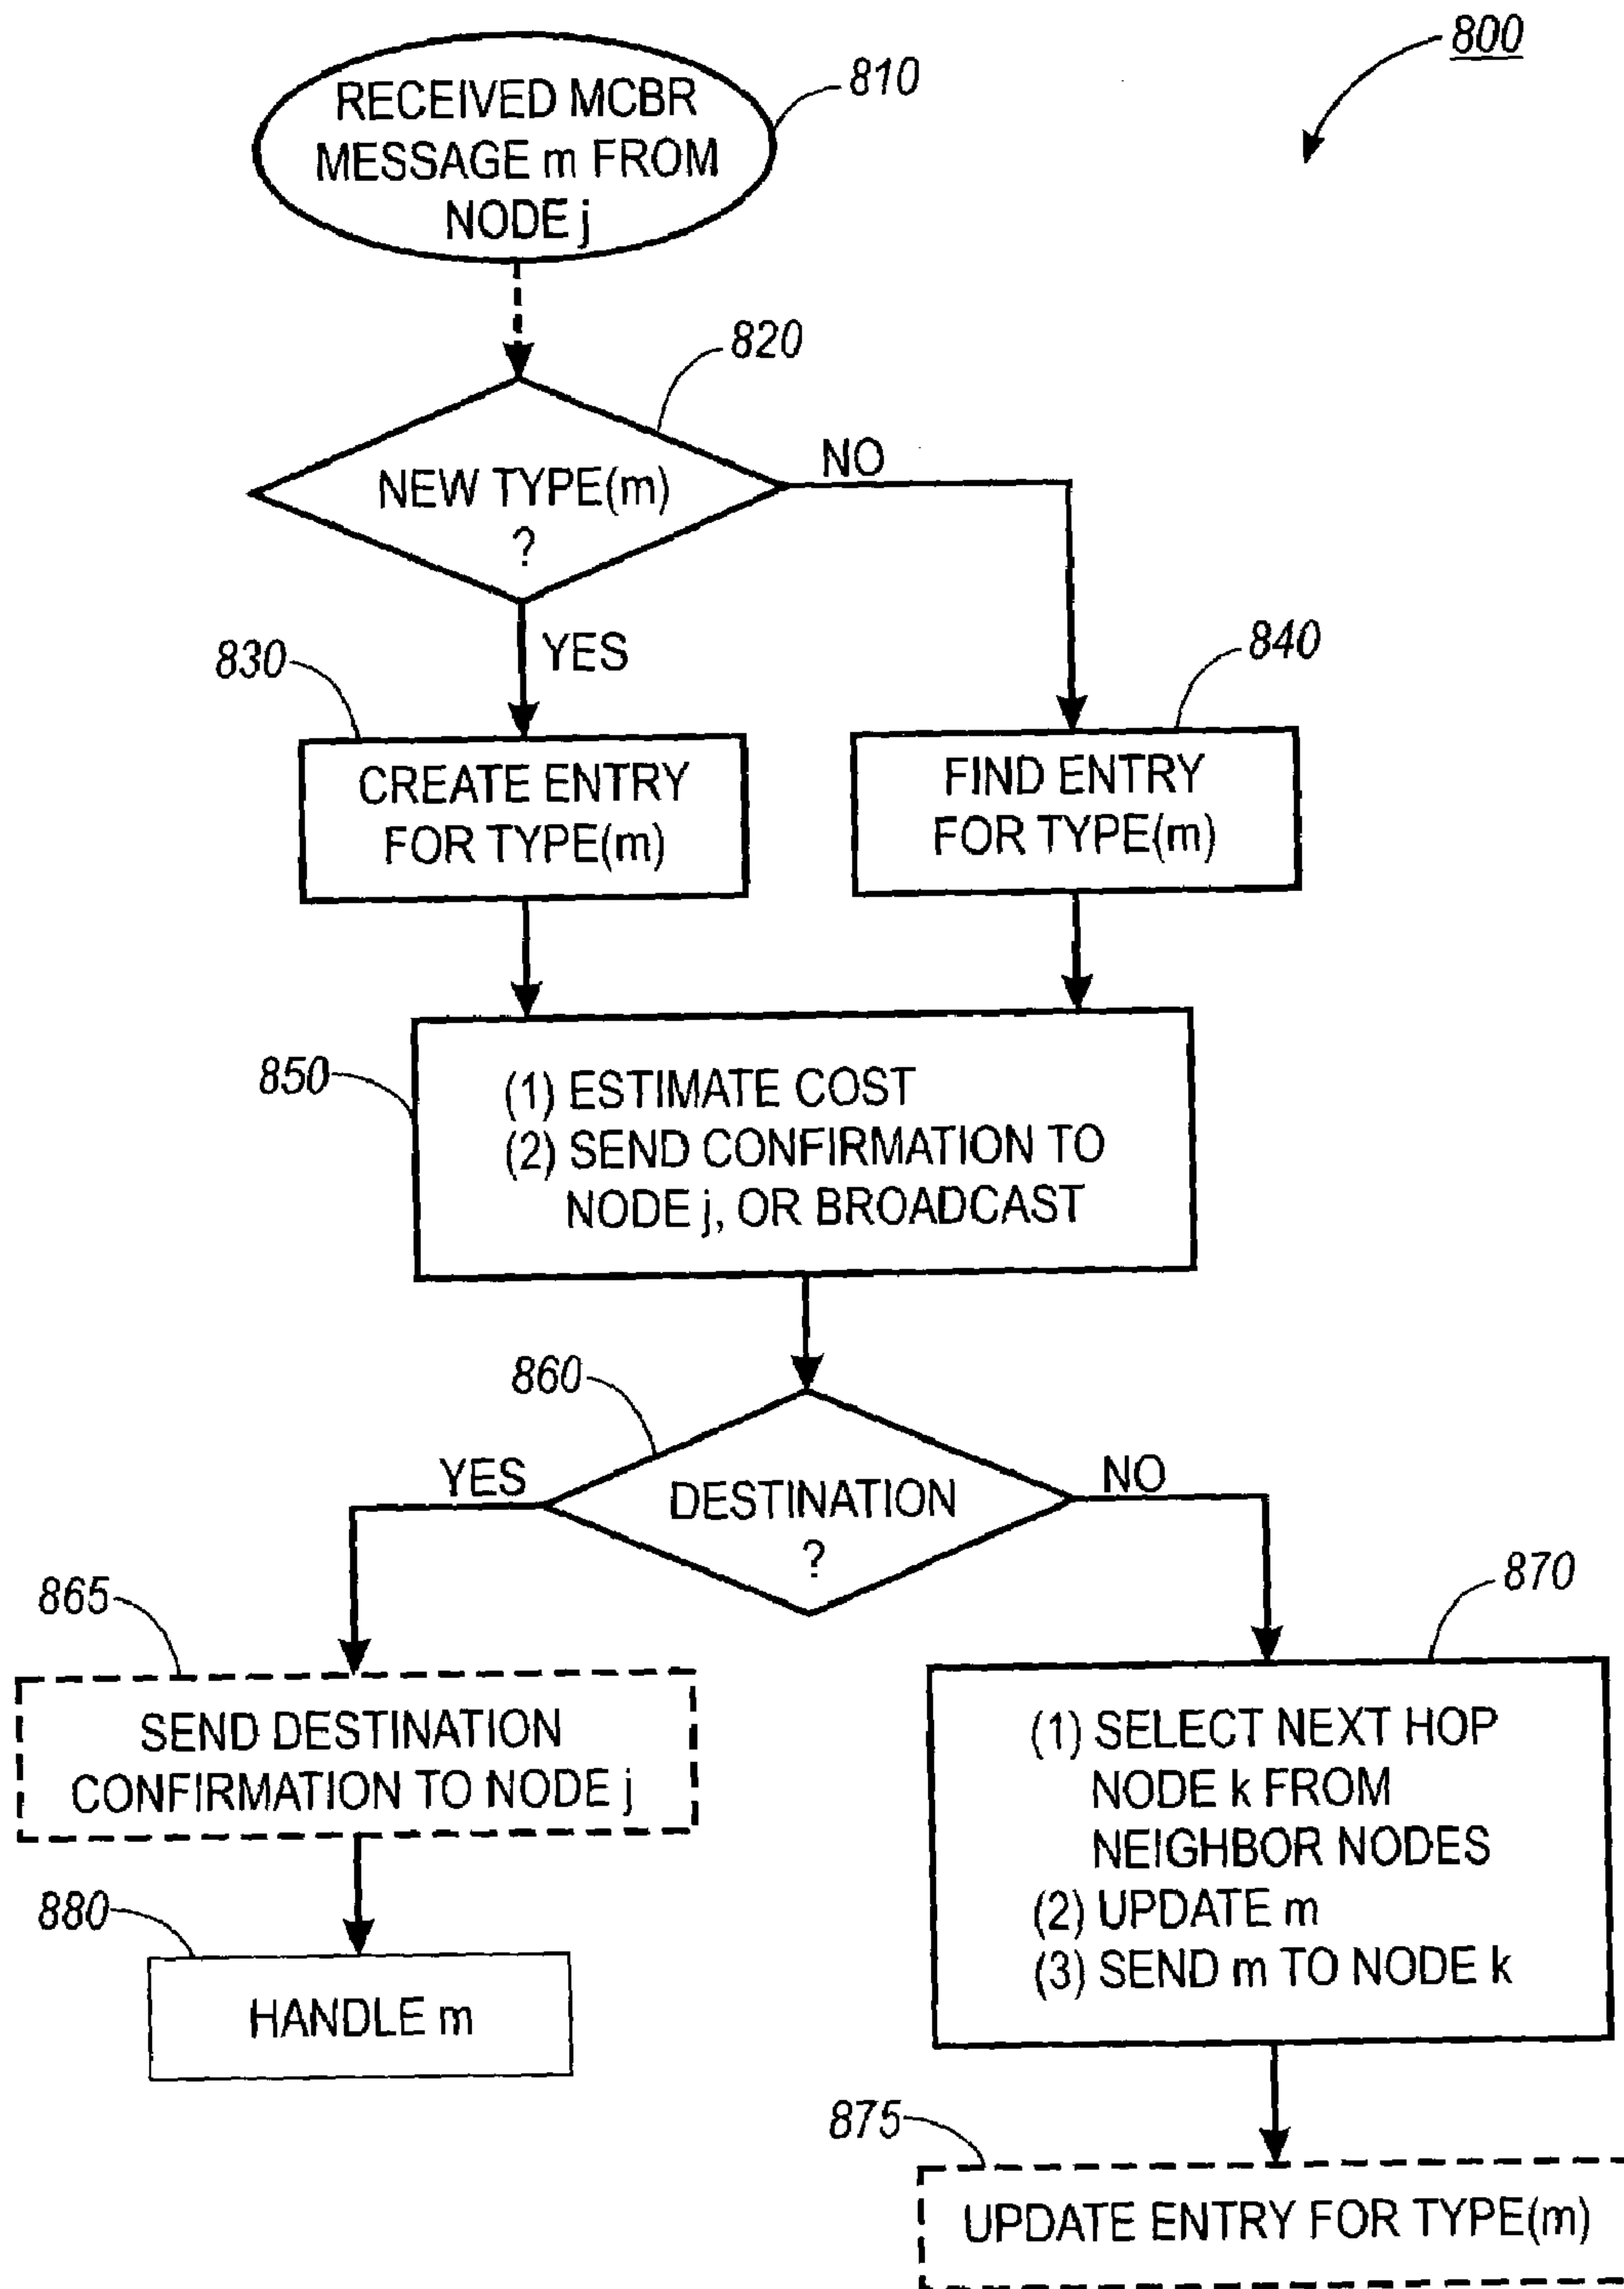 800
RECEIVED MCBR
MESSAGE m FROM
NODE j
810
820
NEW TYPE(m)
?
NO
YES
830
CREATE ENTRY
FOR TYPE(m)
840
FIND ENTRY
FOR TYPE(m)
850
(1) ESTIMATE COST
(2) SEND CONFIRMATION TO
NODE j, OR BROADCAST
860
DESTINATION
?
YES
NO
865
SEND DESTINATION
CONFIRMATION TO NODE j
880
HANDLE m
870
(1) SELECT NEXT HOP
NODE k FROM
NEIGHBOR NODES
(2) UPDATE m
(3) SEND m TO NODE k
875
UPDATE ENTRY FOR TYPE(m)